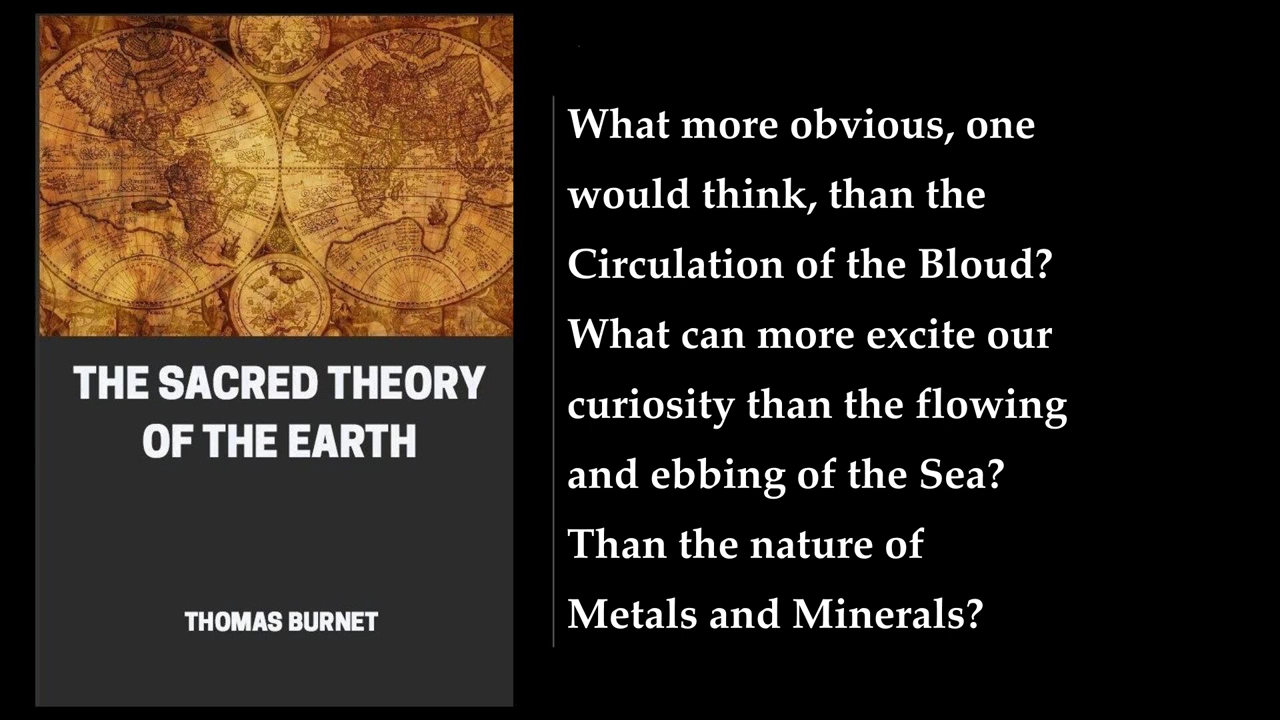 THE SACRED THEORY
OF THE EARTH
THOMAS BURNET
What more obvious, one
would think, than the
Circulation of the Bloud?
What can more excite our
curiosity than the flowing
and ebbing of the Sea?
Than the nature of
Metals and Minerals?